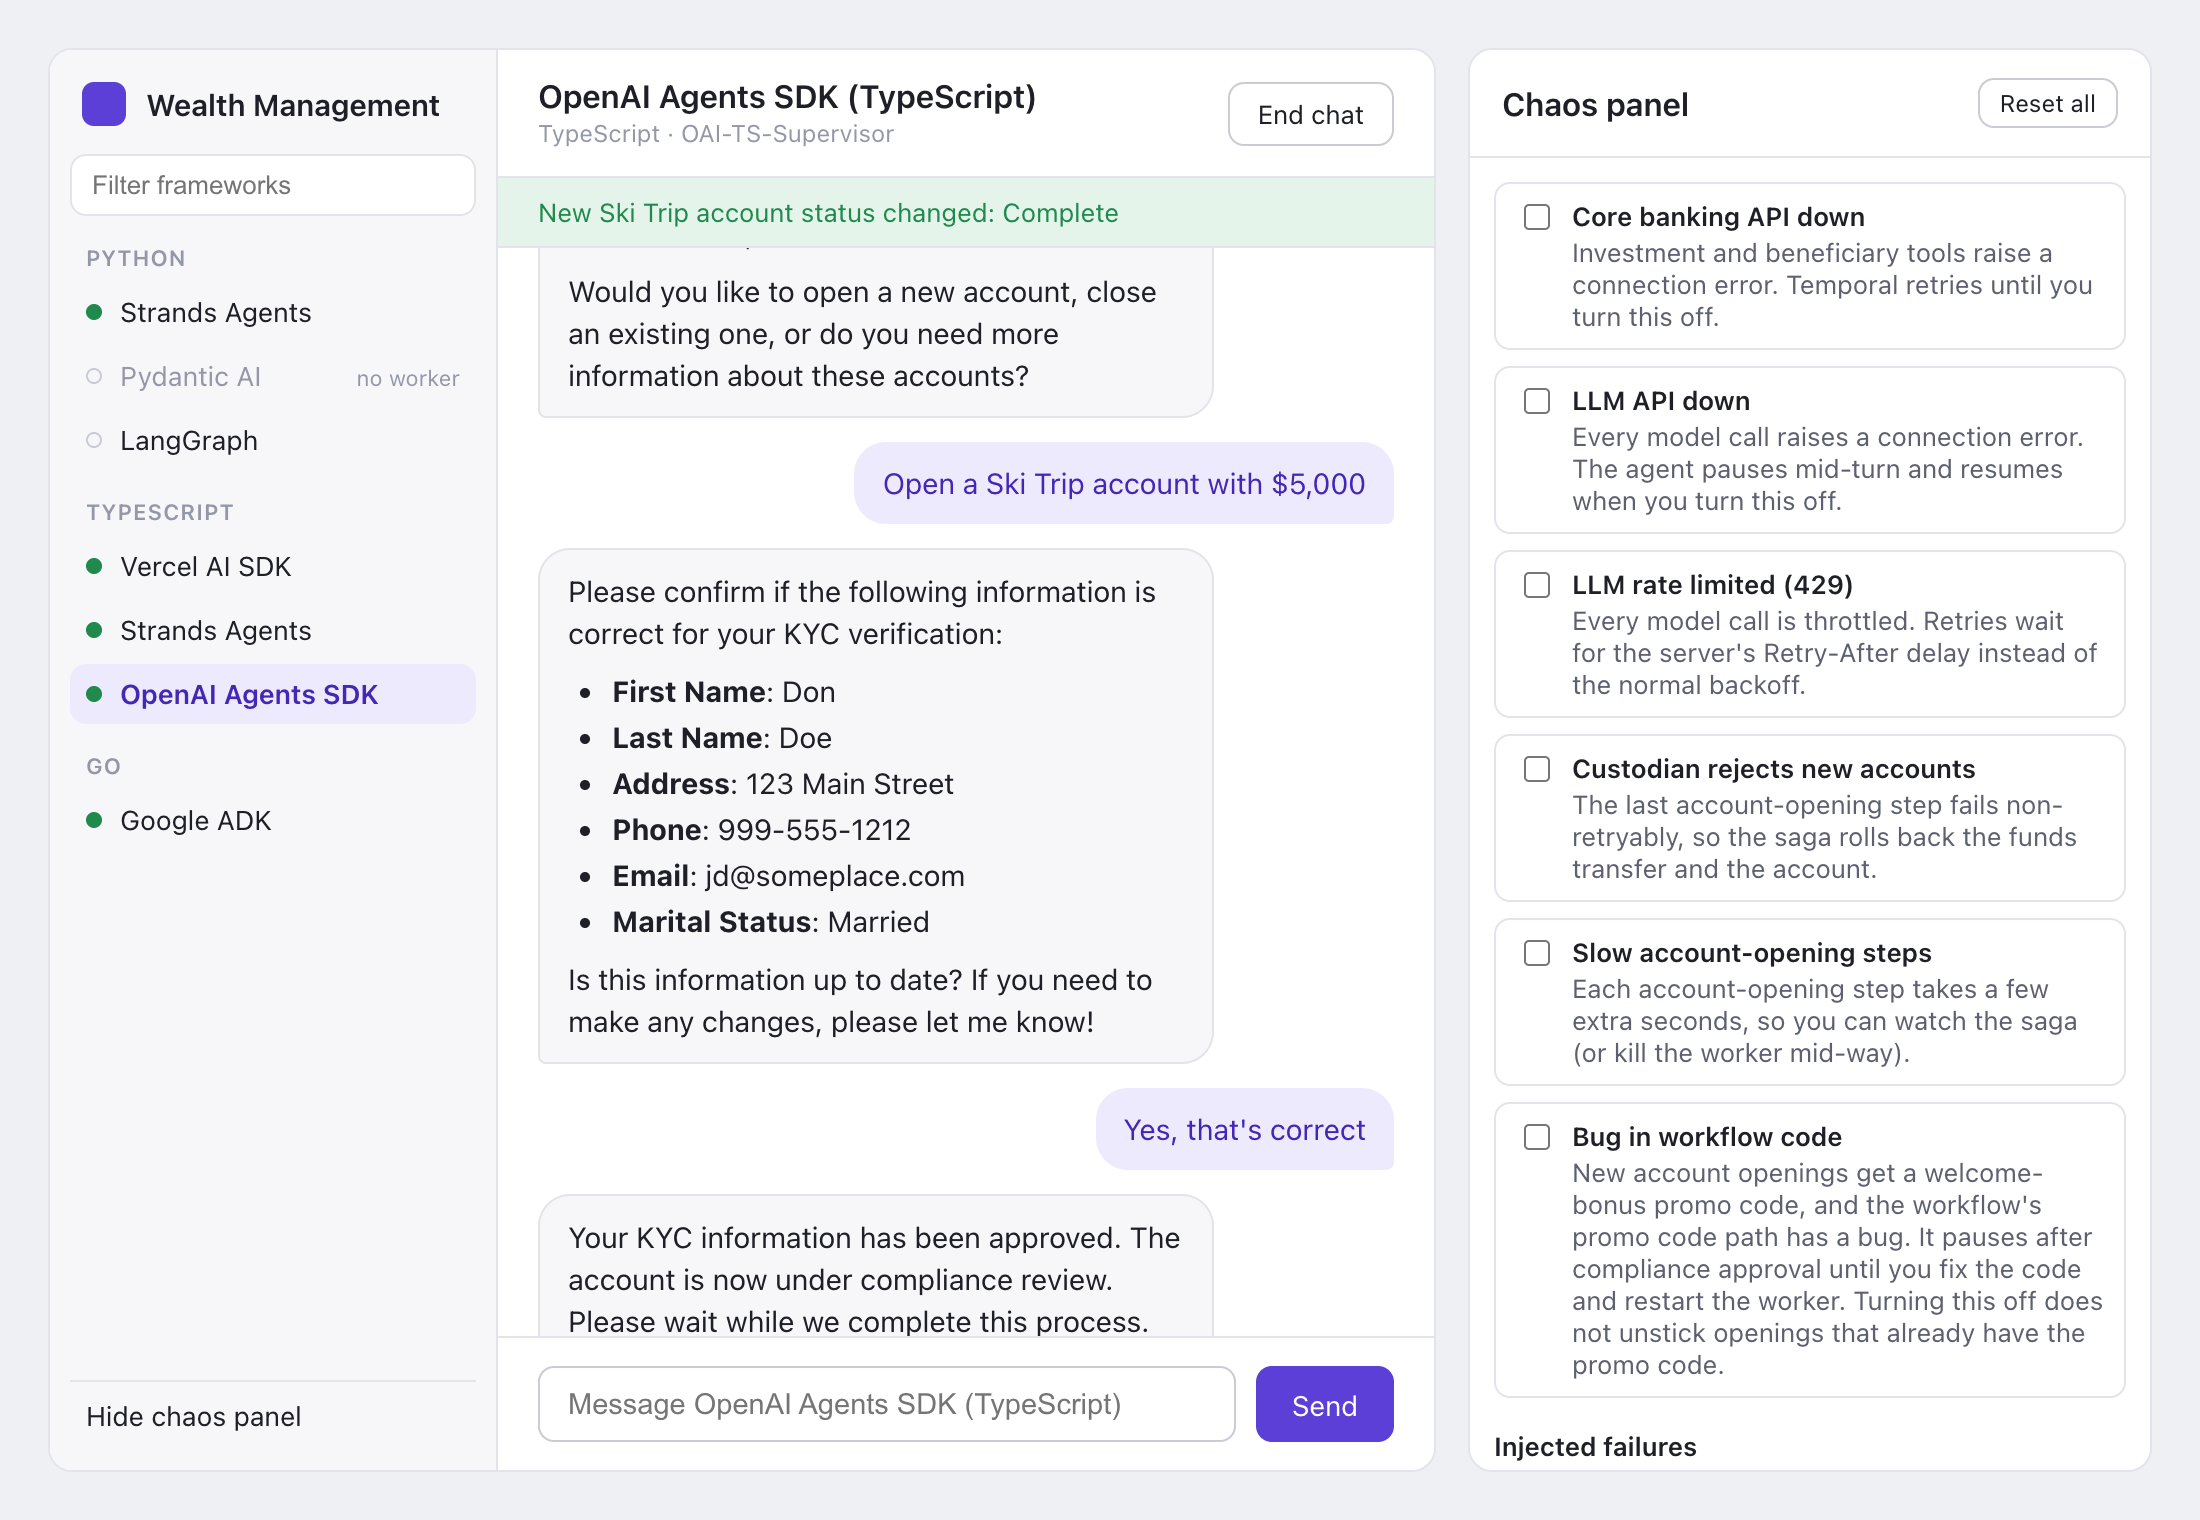 Wealth Management
Filter frameworks
PYTHON
Strands Agents
Pydantic AI no worker
LangGraph
TYPESCRIPT
Vercel AI SDK
Strands Agents
OpenAI Agents SDK
GO
Google ADK
Hide chaos panel
OpenAI Agents SDK (TypeScript)
TypeScript · OAI-TS-Supervisor
End chat
New Ski Trip account status changed: Complete
Would you like to open a new account, close
an existing one, or do you need more
information about these accounts?
Open a Ski Trip account with $5,000
Please confirm if the following information is
correct for your KYC verification:
• First Name: Don
• Last Name: Doe
• Address: 123 Main Street
• Phone: 999-555-1212
• Email: jd@someplace.com
• Marital Status: Married
Is this information up to date? If you need to
make any changes, please let me know!
Yes, that's correct
Your KYC information has been approved. The
account is now under compliance review.
Please wait while we complete this process.
Message OpenAI Agents SDK (TypeScript)
Send
Chaos panel
Reset all
Core banking API down
Investment and beneficiary tools raise a
connection error. Temporal retries until you
turn this off.
LLM API down
Every model call raises a connection error.
The agent pauses mid-turn and resumes
when you turn this off.
LLM rate limited (429)
Every model call is throttled. Retries wait
for the server's Retry-After delay instead of
the normal backoff.
Custodian rejects new accounts
The last account-opening step fails non-
retryably, so the saga rolls back the funds
transfer and the account.
Slow account-opening steps
Each account-opening step takes a few
extra seconds, so you can watch the saga
(or kill the worker mid-way).
Bug in workflow code
New account openings get a welcome-
bonus promo code, and the workflow's
promo code path has a bug. It pauses after
compliance approval until you fix the code
and restart the worker. Turning this off does
not unstick openings that already have the
promo code.
Injected failures